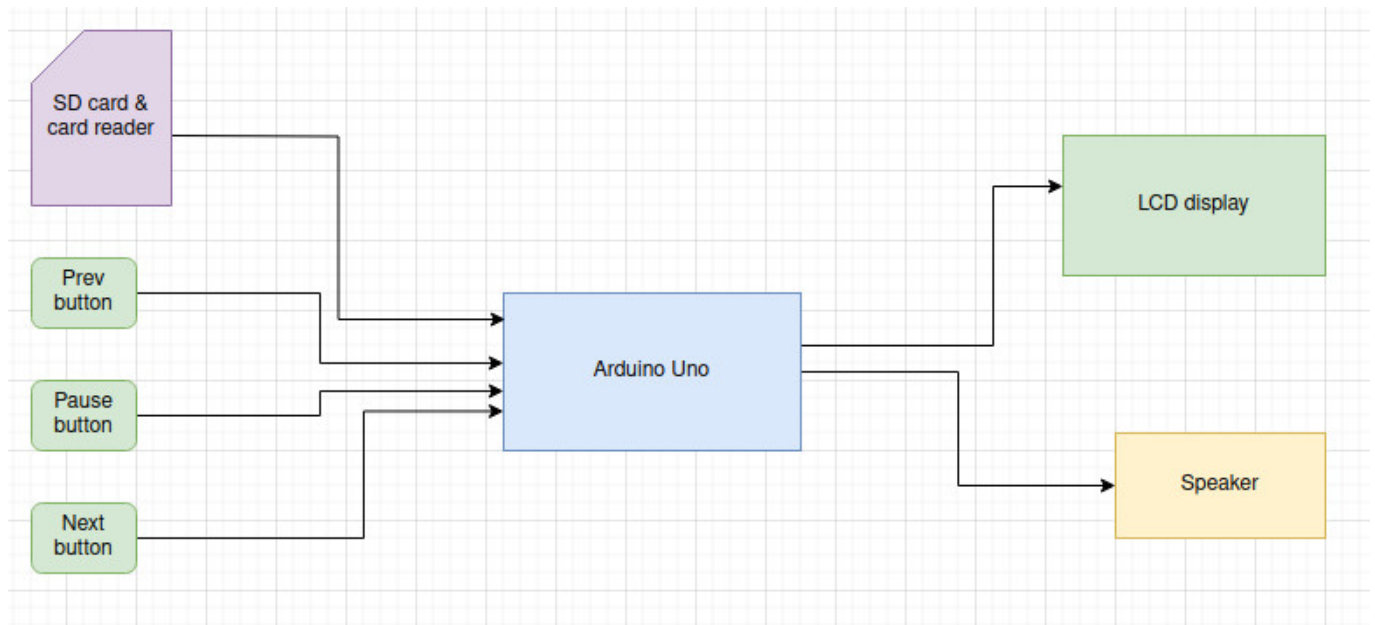 SD card &
card reader
Prev
button
Pause
button
Next
button
Arduino Uno
LCD display
Speaker